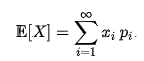 𝔼[X] = ∑_{i=1}^{∞} x_i p_i.